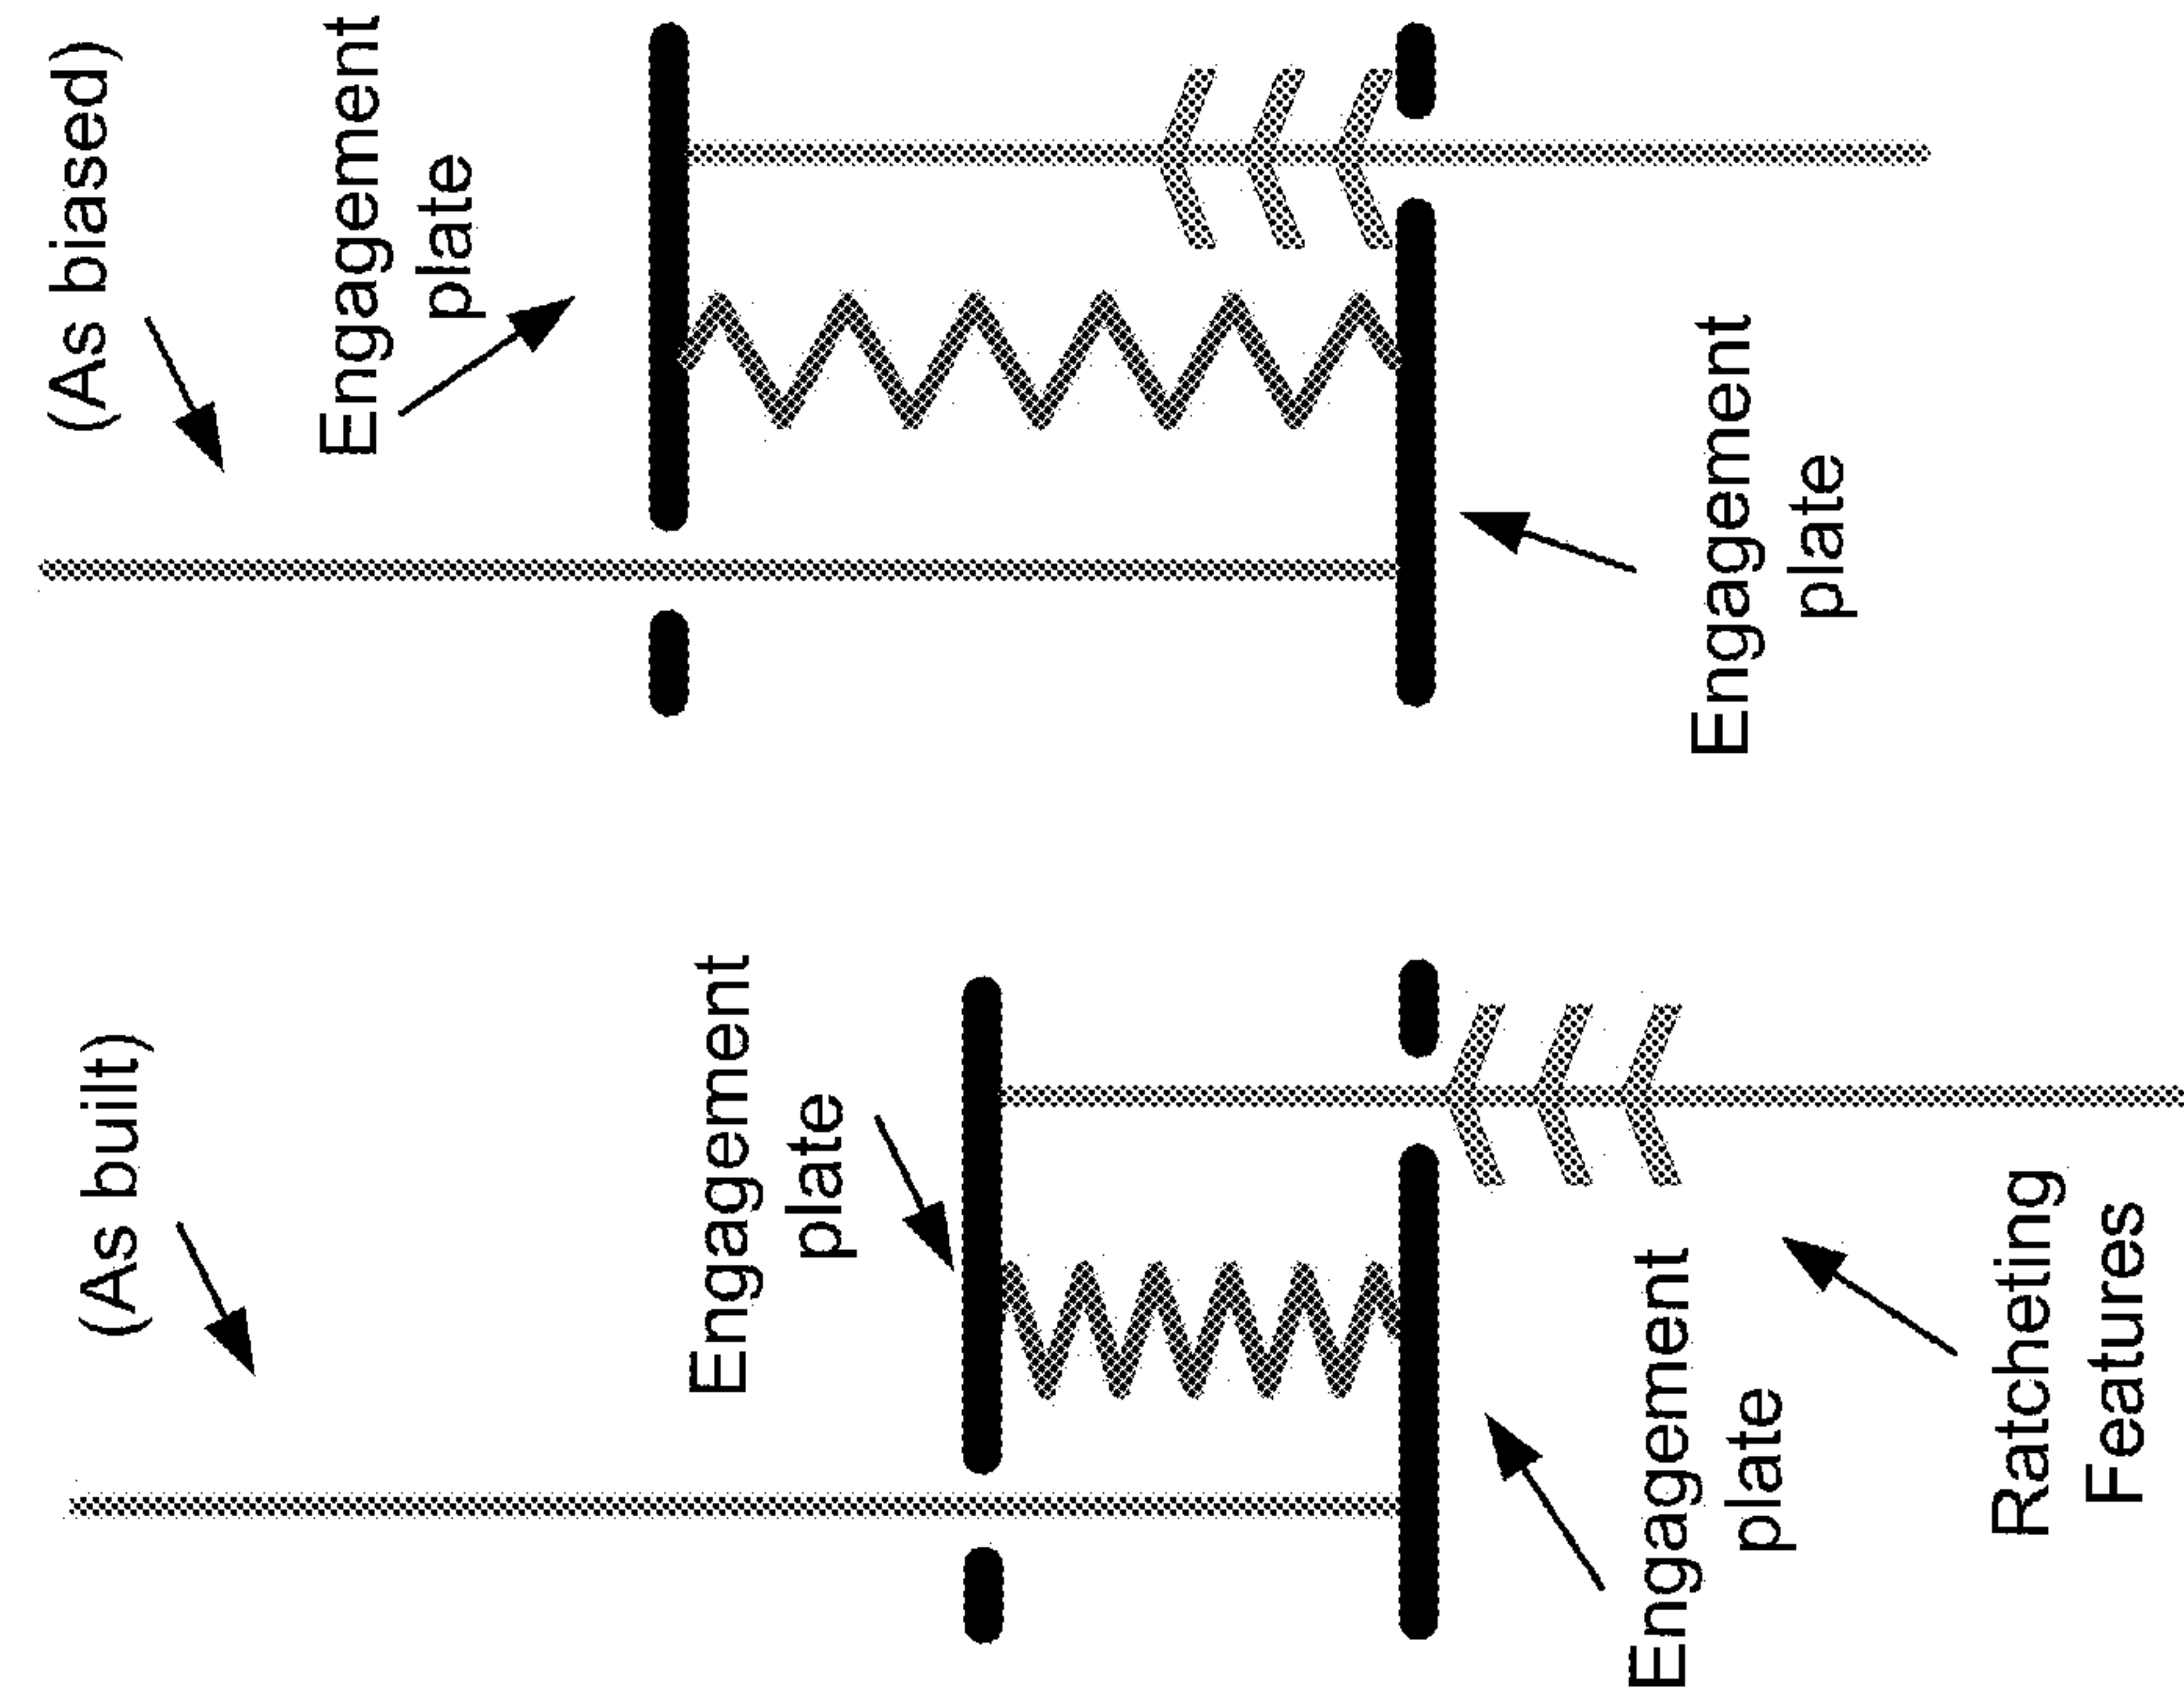 (As built)
Engagement
plate
Engagement
plate
Ratcheting
Features
(As biased)
Engagement
plate
Engagement
plate